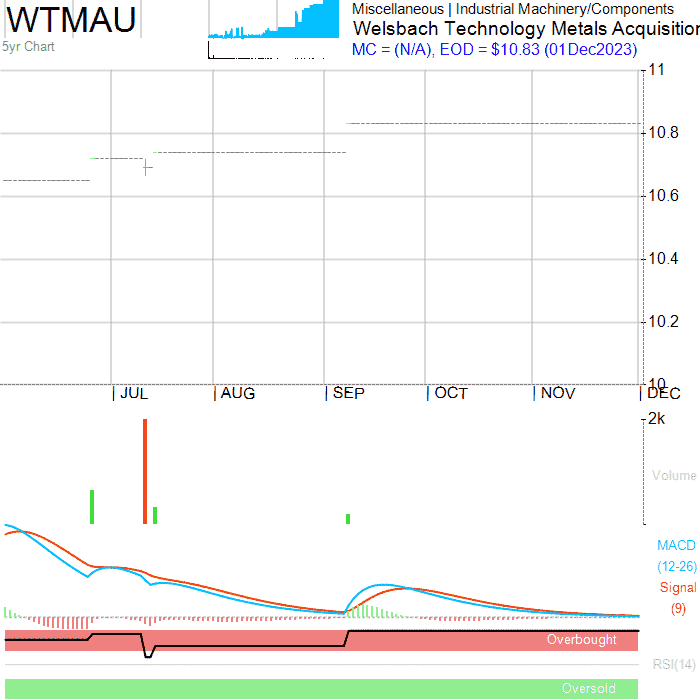 WTMAU
5yr Chart
Miscellaneous | Industrial Machinery/Components
Welsbach Technology Metals Acquisition
MC = (N/A), EOD = $10.83 (01Dec2023)
11
10.8
10.6
10.4
10.2
10
JUL
AUG
SEP
OCT
NOV
DEC
2k
Volume
MACD
(12-26)
Signal
(9)
Overbought
RSI(14)
Oversold